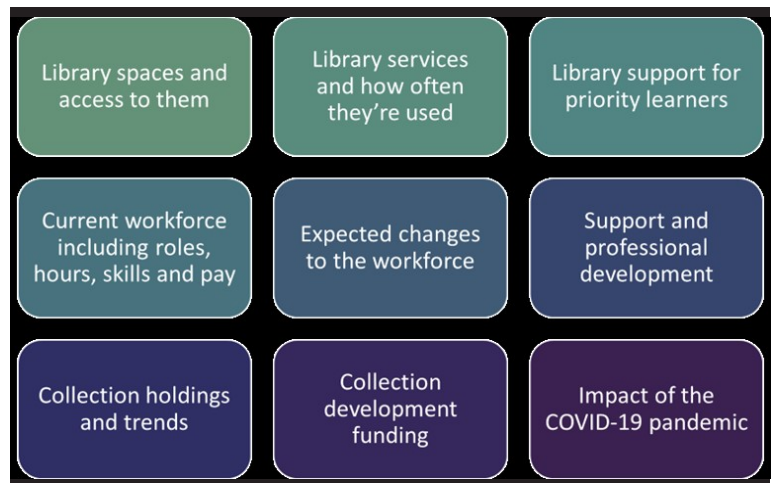 Library spaces and
access to them
Library services
and how often
they're used
Library support for
priority learners
Current workforce
including roles,
hours, skills and pay
Expected changes
to the workforce
Support and
professional
development
Collection holdings
and trends
Collection
development
funding
Impact of the
COVID-19 pandemic